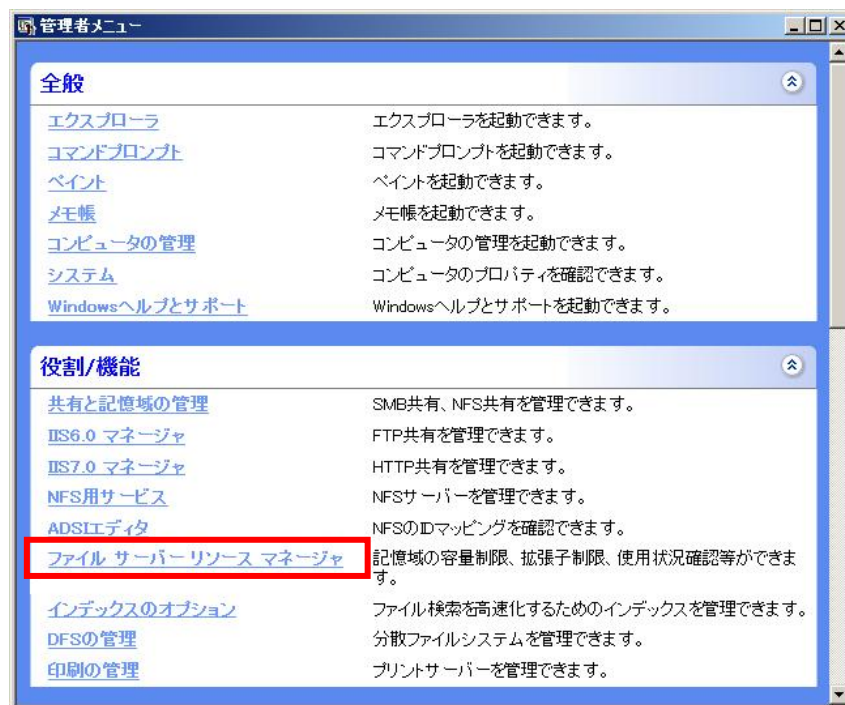 管理者メニュー
全般
エクスプローラ エクスプローラを起動できます。
コマンドプロンプト コマンドプロンプトを起動できます。
ペイント ペイントを起動できます。
メモ帳 メモ帳を起動できます。
コンピュータの管理 コンピュータの管理を起動できます。
システム コンピュータのプロパティを確認できます。
Windowsヘルプとサポート Windowsヘルプとサポートを起動できます。
役割/機能
共有と記憶域の管理 SMB共有、NFS共有を管理できます。
IIS6.0 マネージャ FTP共有を管理できます。
IIS7.0 マネージャ HTTP共有を管理できます。
NFS用サービス NFSサーバーを管理できます。
ADSIエディタ NFSのIDマッピングを確認できます。
ファイル サーバー リソース マネージャ 記憶域の容量制限、拡張子制限、使用状況確認等ができま
す。
インデックスのオプション ファイル検索を高速化するためのインデックスを管理できます。
DFSの管理 分散ファイルシステムを管理できます。
印刷の管理 プリントサーバーを管理できます。